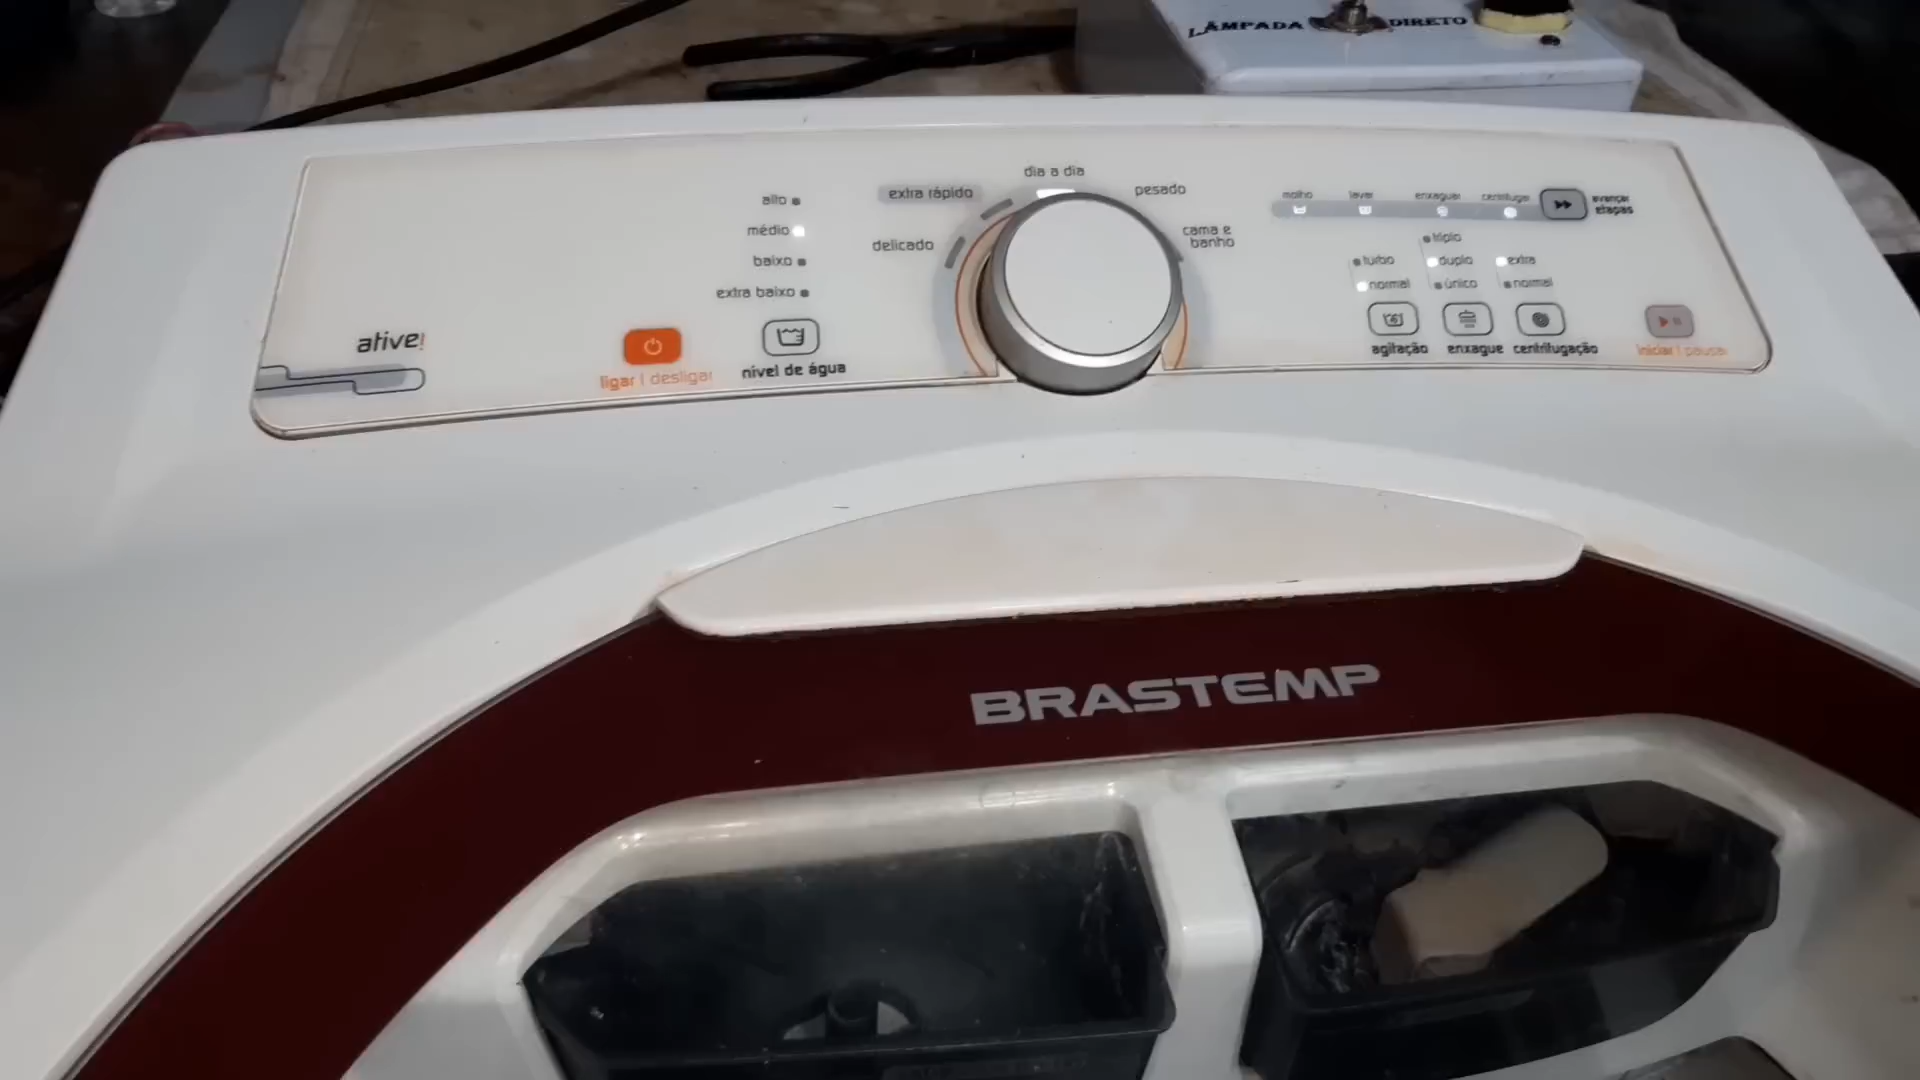 LÂMPADA DIRETO
dia a dia
extra rápido
pesado
delicado
cama e
banho
alto
médio
baixo
extra baixo
molho lavar enxaguar centrifugar
avançar
etapas
triplo
turbo duplo extra
normal único normal
ative!
ligar | desligar
nível de água
agitação enxague centrifugação
iniciar | pausar
BRASTEMP